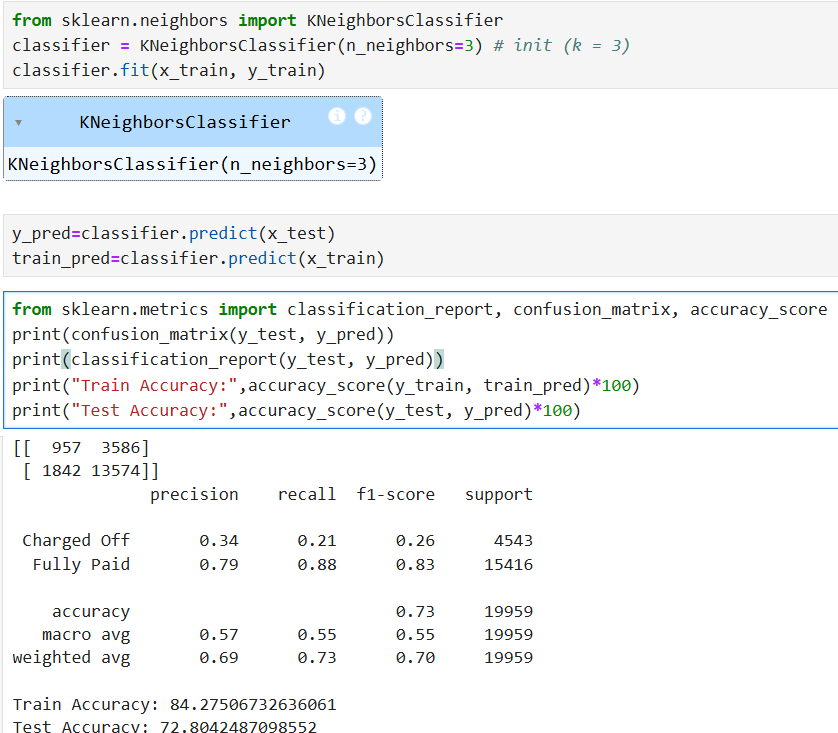 from sklearn.neighbors import KNeighborsClassifier
classifier = KNeighborsClassifier(n_neighbors=3) # init (k = 3)
classifier.fit(x_train, y_train)
▾ KNeighborsClassifier i ?
KNeighborsClassifier(n_neighbors=3)
y_pred=classifier.predict(x_test)
train_pred=classifier.predict(x_train)
from sklearn.metrics import classification_report, confusion_matrix, accuracy_score
print(confusion_matrix(y_test, y_pred))
print(classification_report(y_test, y_pred))
print("Train Accuracy:",accuracy_score(y_train, train_pred)*100)
print("Test Accuracy:",accuracy_score(y_test, y_pred)*100)
[[  957  3586]
 [ 1842 13574]]
              precision    recall  f1-score   support
 Charged Off       0.34      0.21      0.26      4543
  Fully Paid       0.79      0.88      0.83     15416
    accuracy                           0.73     19959
   macro avg       0.57      0.55      0.55     19959
weighted avg       0.69      0.73      0.70     19959
Train Accuracy: 84.27506732636061
Test Accuracy: 72.8042487098552